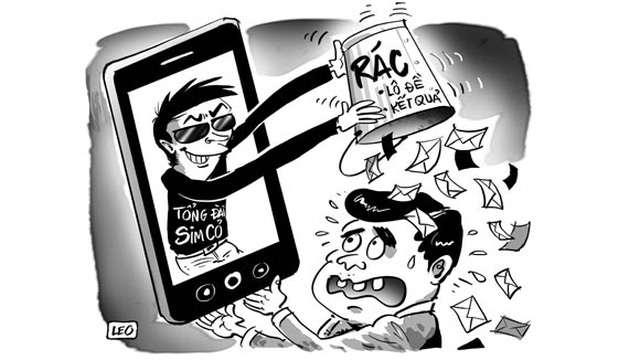 RÁC
• LÔ ĐỀ
• KẾT QUẢ
TỔNG ĐÀI
SIM CỎ
LEO